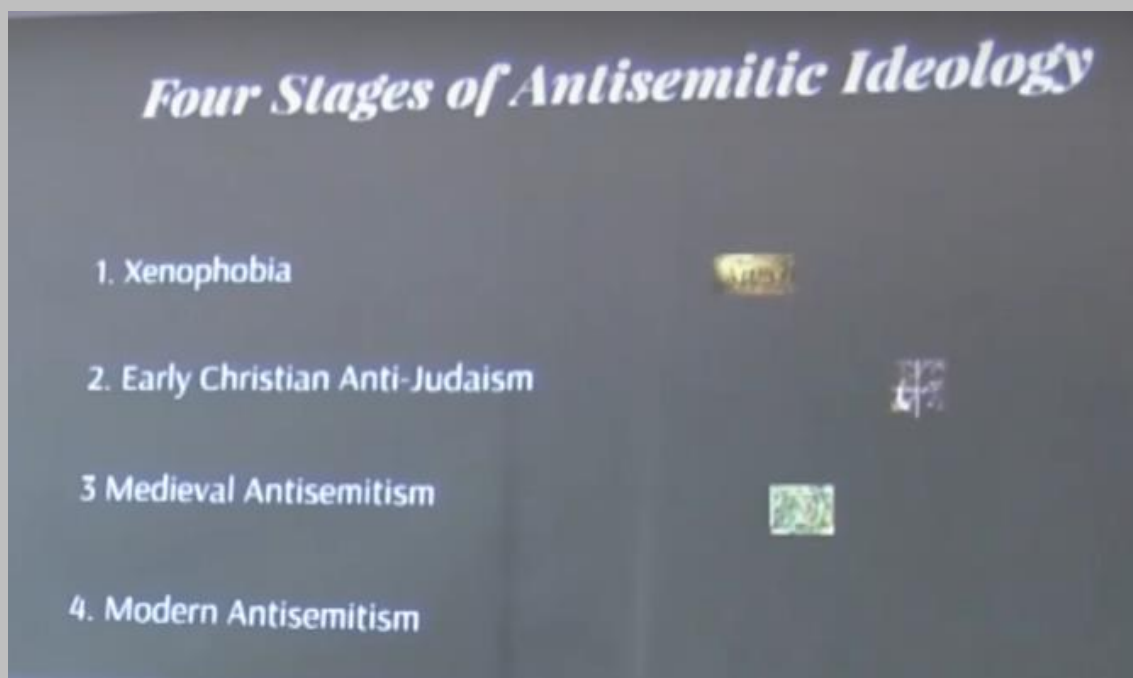 Four Stages of Antisemitic Ideology
1. Xenophobia
2. Early Christian Anti-Judaism
3 Medieval Antisemitism
4. Modern Antisemitism